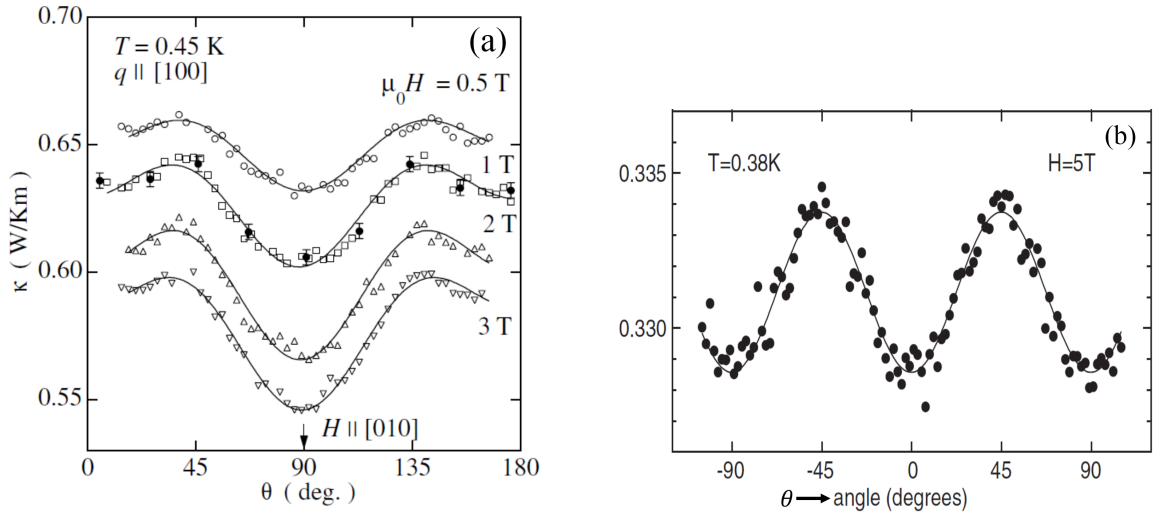 0.70
(a)
T = 0.45 K
q || [100]
μ₀H = 0.5 T
0.65
1 T
2 T
0.60
3 T
0.55
H || [010]
0 45 90 135 180
θ ( deg. )
κ ( W/Km )
(b)
T=0.38K H=5T
0.335
0.330
-90 -45 0 45 90
θ → angle (degrees)